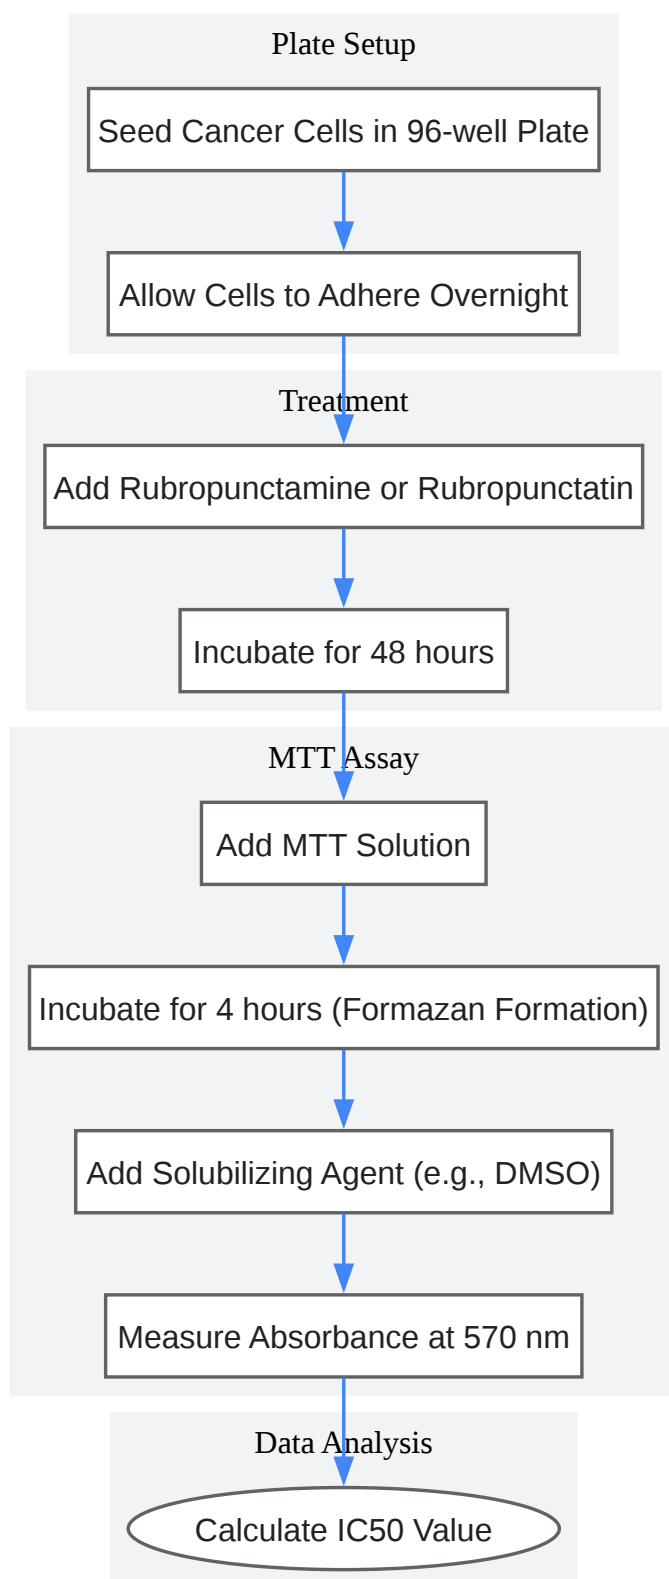 Plate Setup
Seed Cancer Cells in 96-well Plate
Allow Cells to Adhere Overnight
Treatment
Add Rubropunctamine or Rubropunctatin
Incubate for 48 hours
MTT Assay
Add MTT Solution
Incubate for 4 hours (Formazan Formation)
Add Solubilizing Agent (e.g., DMSO)
Measure Absorbance at 570 nm
Data Analysis
Calculate IC50 Value